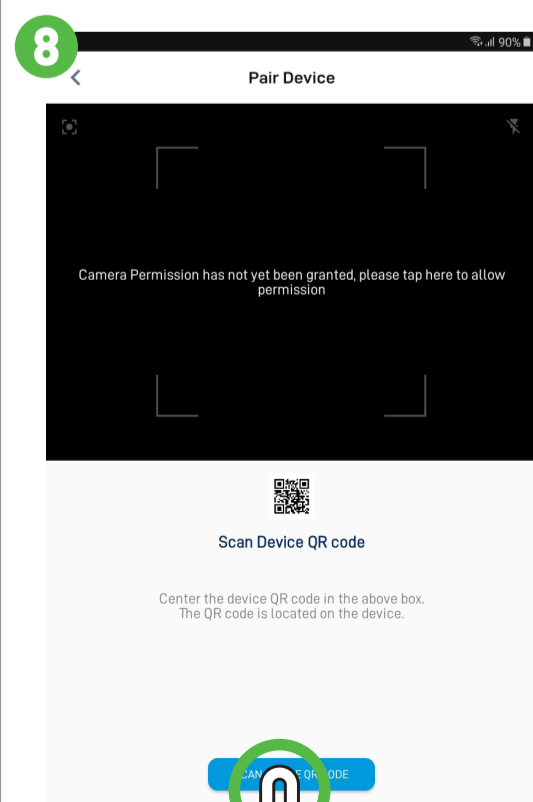 8
90%
Pair Device
Camera Permission has not yet been granted, please tap here to allow
permission
Scan Device QR code
Center the device QR code in the above box.
The QR code is located on the device.
QR CODE